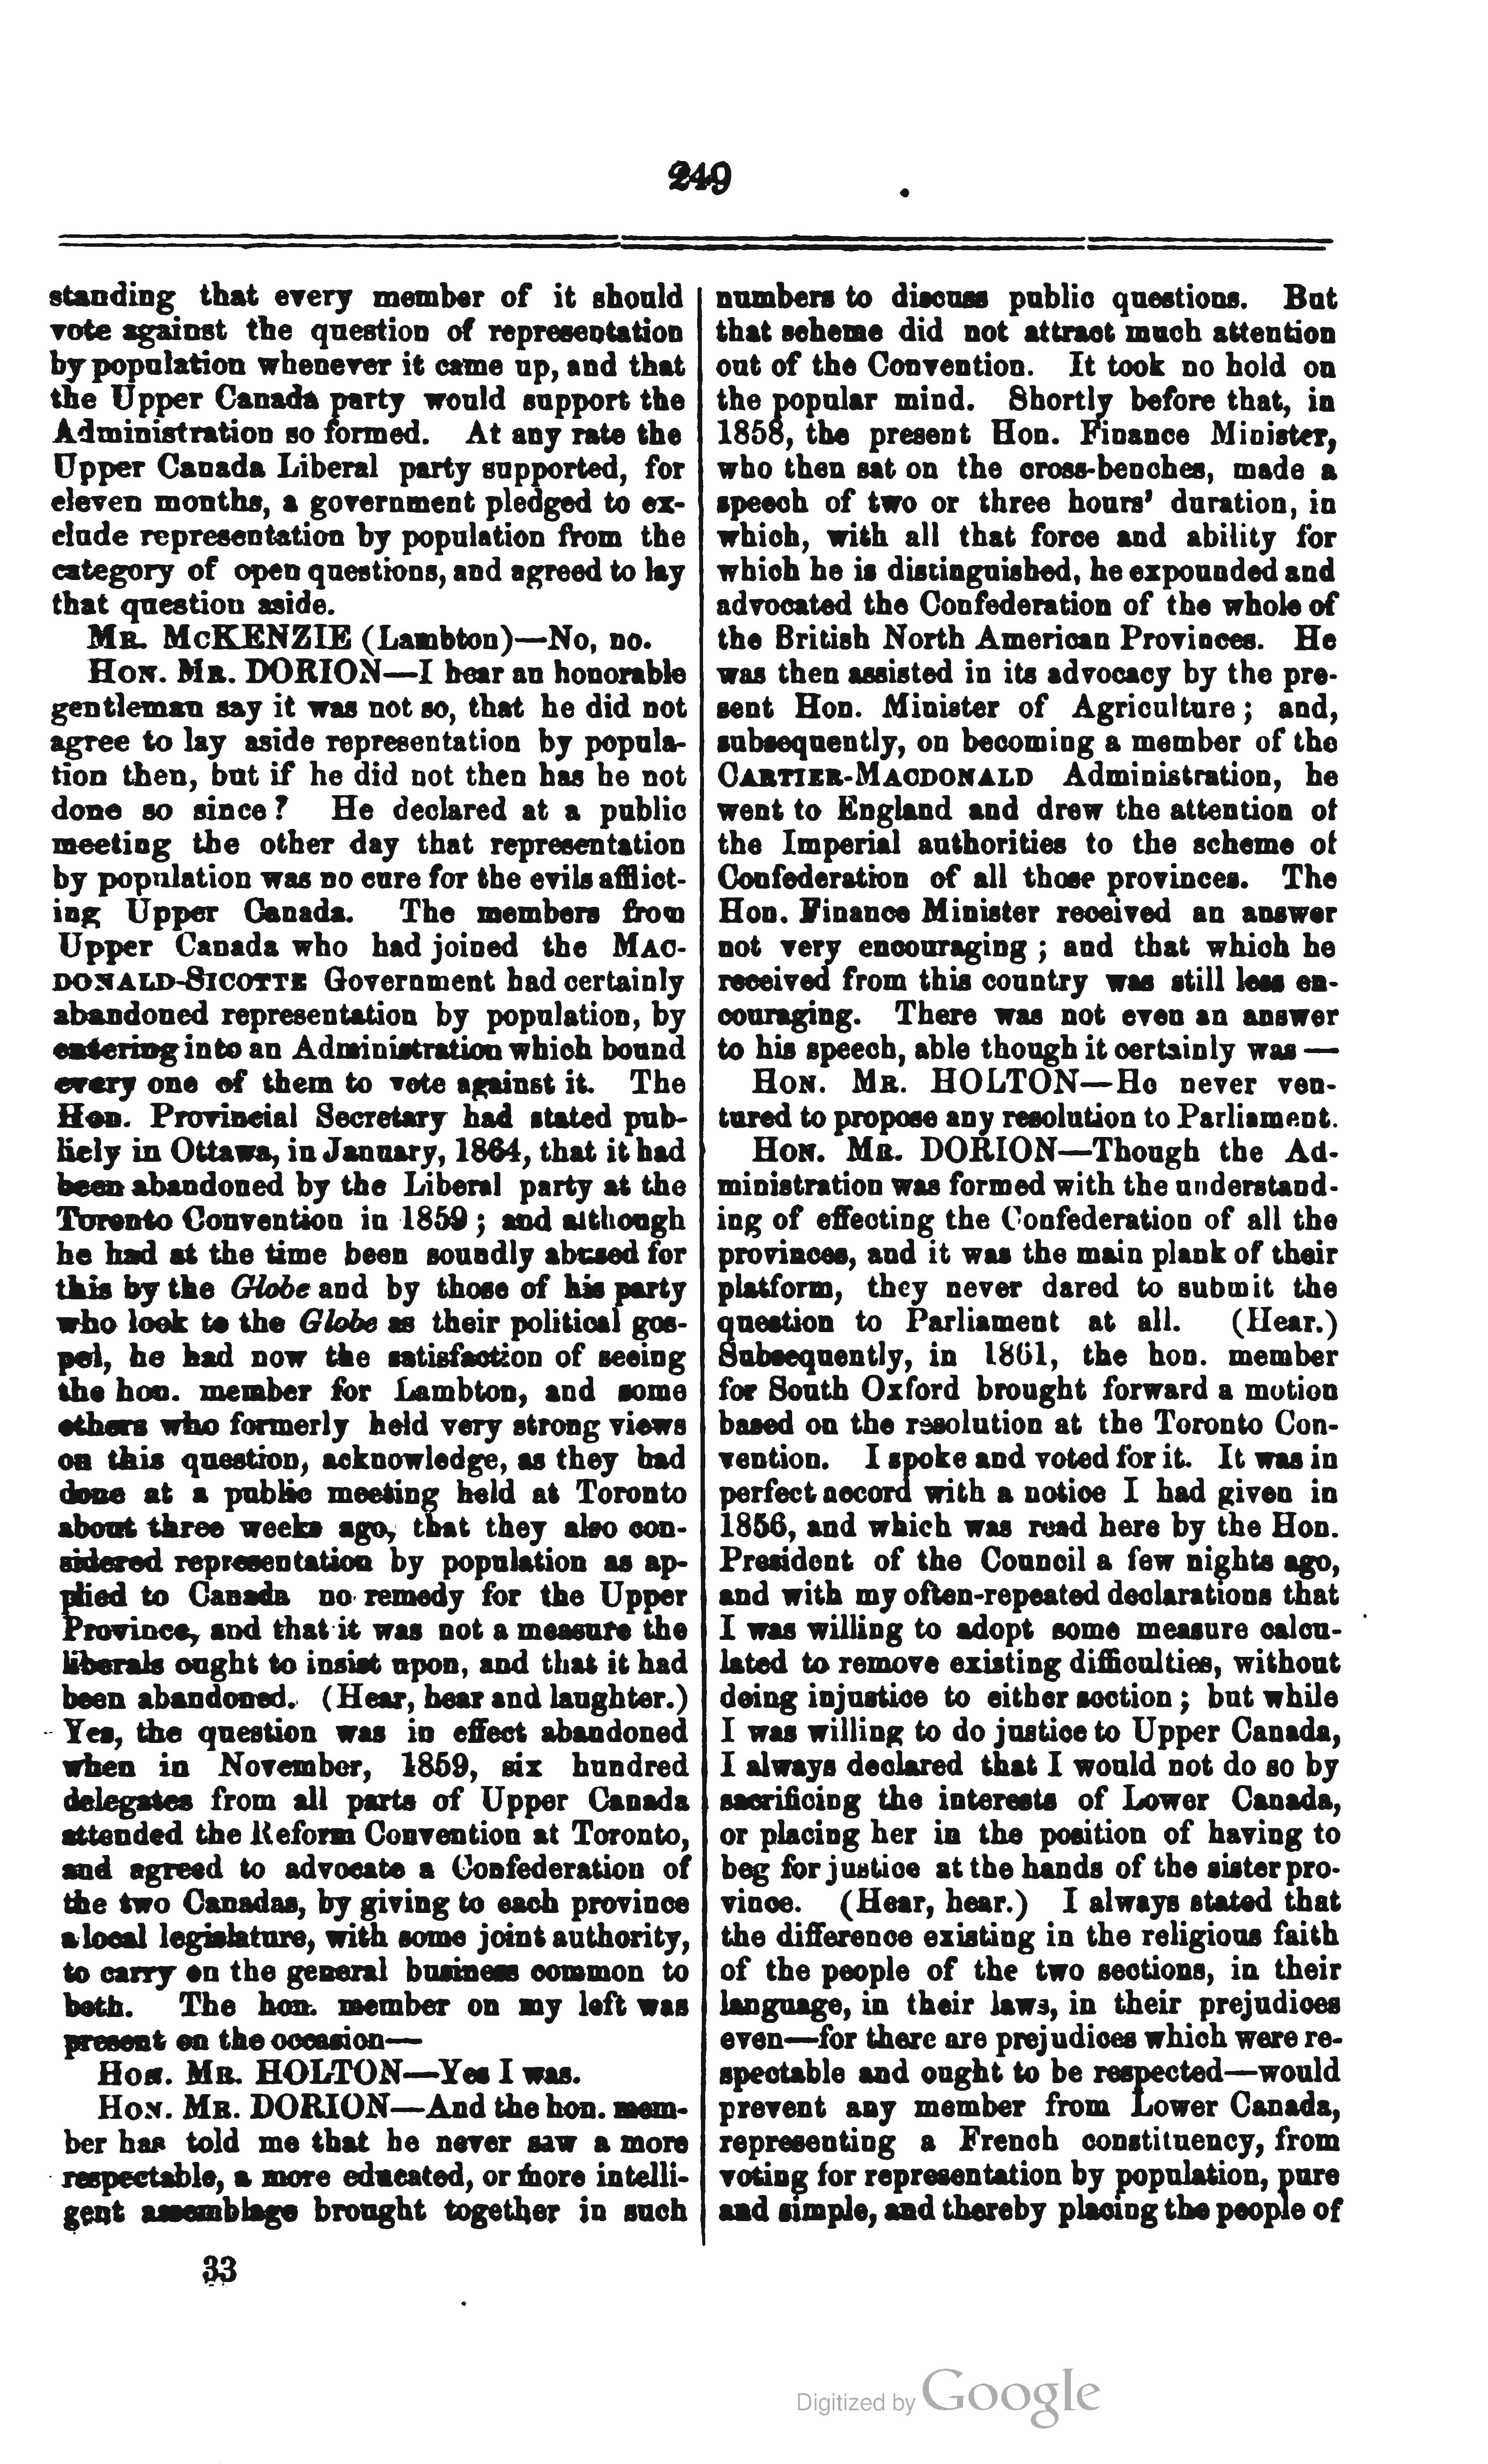 249
standing that every member of it should
vote against the question of representation
by population whenever it came up, and that
the Upper Canada party would support the
Administration so formed. At any rate the
Upper Canada Liberal party supported, for
eleven months, a government pledged to ex-
clude representation by population from the
category of open questions, and agreed to lay
that question aside.
MR. McKENZIE (Lambton)—No, no.
HON. MR. DORION—I hear an honorable
gentleman say it was not so, that he did not
agree to lay aside representation by popula-
tion then, but if he did not then has he not
done so since? He declared at a public
meeting the other day that representation
by population was no cure for the evils afflict-
ing Upper Canada. The members from
Upper Canada who had joined the MAC-
DONALD-SICOTTE Government had certainly
abandoned representation by population, by
entering into an Administration which bound
every one of them to vote against it. The
Hon. Provincial Secretary had stated pub-
licly in Ottawa, in January, 1864, that it had
been abandoned by the Liberal party at the
Toronto Convention in 1859; and although
he had at the time been soundly abused for
this by the Globe and by those of his party
who look to the Globe as their political gos-
pel, he had now the satisfaction of seeing
the hon. member for Lambton, and some
others who formerly held very strong views
on this question, acknowledge, as they had
done at a public meeting held at Toronto
about three weeks ago, that they also con-
sidered representation by population as ap-
plied to Canada no remedy for the Upper
Province, and that it was not a measure the
liberals ought to insist upon, and that it had
been abandoned. (Hear, hear and laughter.)
Yes, the question was in effect abandoned
when in November, 1859, six hundred
delegates from all parts of Upper Canada
attended the Reform Convention at Toronto,
and agreed to advocate a Confederation of
the two Canadas, by giving to each province
a local legislature, with some joint authority,
to carry on the general business common to
both. The hon. member on my left was
present on the occasion—
HON. MR. HOLTON—Yes I was.
HON. MR. DORION—And the hon. mem-
ber has told me that he never saw a more
respectable, a more educated, or more intelli-
gent assemblage brought together in such
33
numbers to discuss public questions. But
that scheme did not attract much attention
out of the Convention. It took no hold on
the popular mind. Shortly before that, in
1858, the present Hon. Finance Minister,
who then sat on the cross-benches, made a
speech of two or three hours' duration, in
which, with all that force and ability for
which he is distinguished, he expounded and
advocated the Confederation of the whole of
the British North American Provinces. He
was then assisted in its advocacy by the pre-
sent Hon. Minister of Agriculture; and,
subsequently, on becoming a member of the
CARTIER-MACDONALD Administration, he
went to England and drew the attention of
the Imperial authorities to the scheme of
Confederation of all those provinces. The
Hon. Finance Minister received an answer
not very encouraging; and that which he
received from this country was still less en-
couraging. There was not even an answer
to his speech, able though it certainly was—
HON. MR. HOLTON—He never ven-
tured to propose any resolution to Parliament.
HON. MR. DORION—Though the Ad-
ministration was formed with the understand-
ing of effecting the Confederation of all the
provinces, and it was the main plank of their
platform, they never dared to submit the
question to Parliament at all. (Hear.)
Subsequently, in 1861, the hon. member
for South Oxford brought forward a motion
based on the resolution at the Toronto Con-
vention. I spoke and voted for it. It was in
perfect accord with a notice I had given in
1856, and which was read here by the Hon.
President of the Council a few nights ago,
and with my often-repeated declarations that
I was willing to adopt some measure calcu-
lated to remove existing difficulties, without
doing injustice to either section; but while
I was willing to do justice to Upper Canada,
I always declared that I would not do so by
sacrificing the interests of Lower Canada,
or placing her in the position of having to
beg for justice at the hands of the sister pro-
vince. (Hear, hear.) I always stated that
the difference existing in the religious faith
of the people of the two sections, in their
language, in their laws, in their prejudices
even—for there are prejudices which were re-
spectable and ought to be respected—would
prevent any member from Lower Canada,
representing a French constituency, from
voting for representation by population, pure
and simple, and thereby placing the people of
Digitized by Google